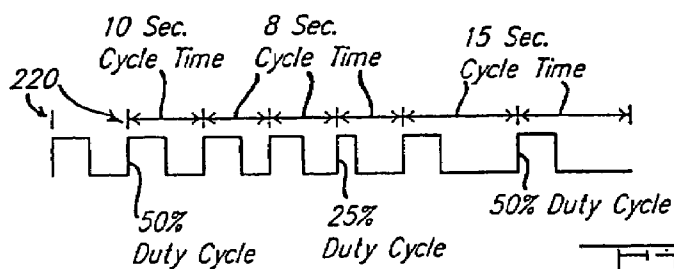 10 Sec.
Cycle Time
8 Sec.
Cycle Time
15 Sec.
Cycle Time
220
50%
Duty Cycle
25%
Duty Cycle
50% Duty Cycle